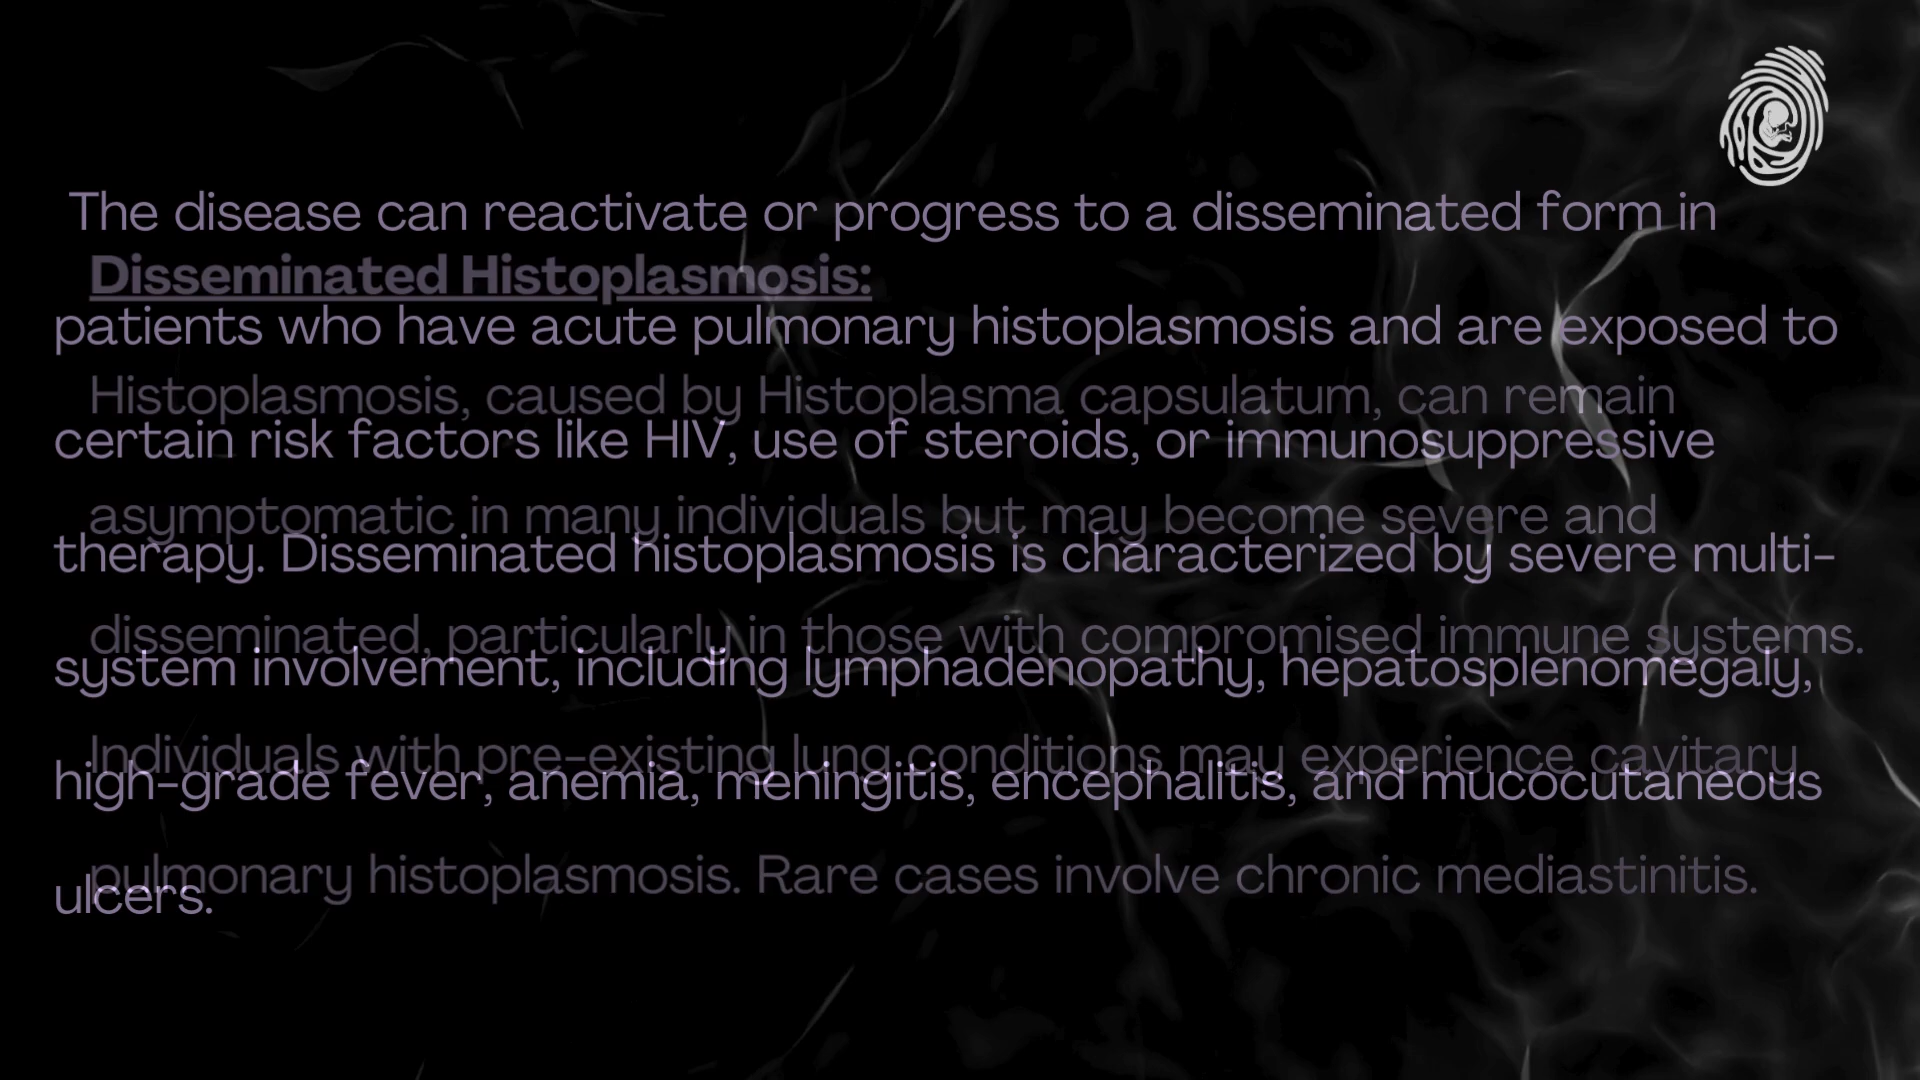 The disease can reactivate or progress to a disseminated form in
patients who have acute pulmonary histoplasmosis and are exposed to
certain risk factors like HIV, use of steroids, or immunosuppressive
therapy. Disseminated histoplasmosis is characterized by severe multi-
system involvement, including lymphadenopathy, hepatosplenomegaly,
high-grade fever, anemia, meningitis, encephalitis, and mucocutaneous
ulcers.
Disseminated Histoplasmosis:
Histoplasmosis, caused by Histoplasma capsulatum, can remain
asymptomatic in many individuals but may become severe and
disseminated, particularly in those with compromised immune systems.
Individuals with pre-existing lung conditions may experience cavitary
pulmonary histoplasmosis. Rare cases involve chronic mediastinitis.